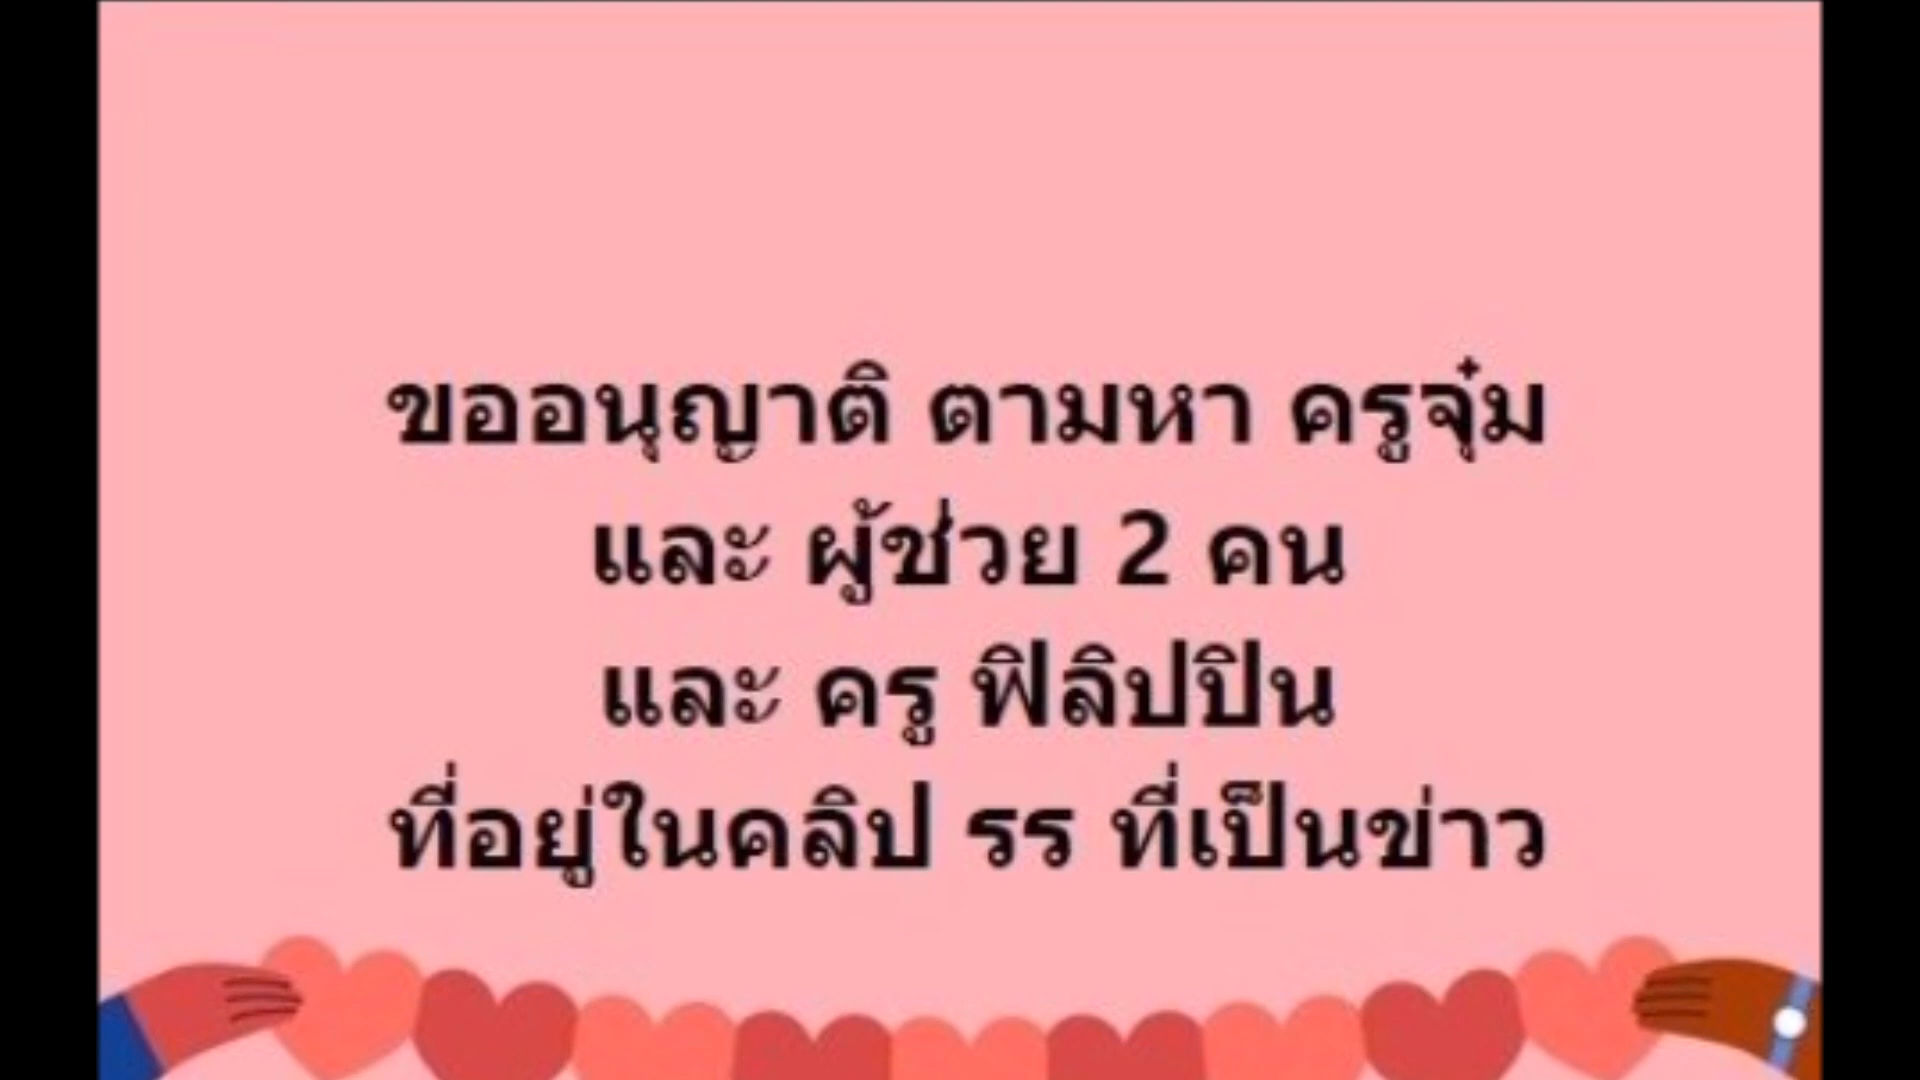 ขออนุญาติ ตามหา ครูจุ๋ม
และ ผู้ช่วย 2 คน
และ ครู ฟิลิปปิน
ที่อยู่ในคลิป รร ที่เป็นข่าว